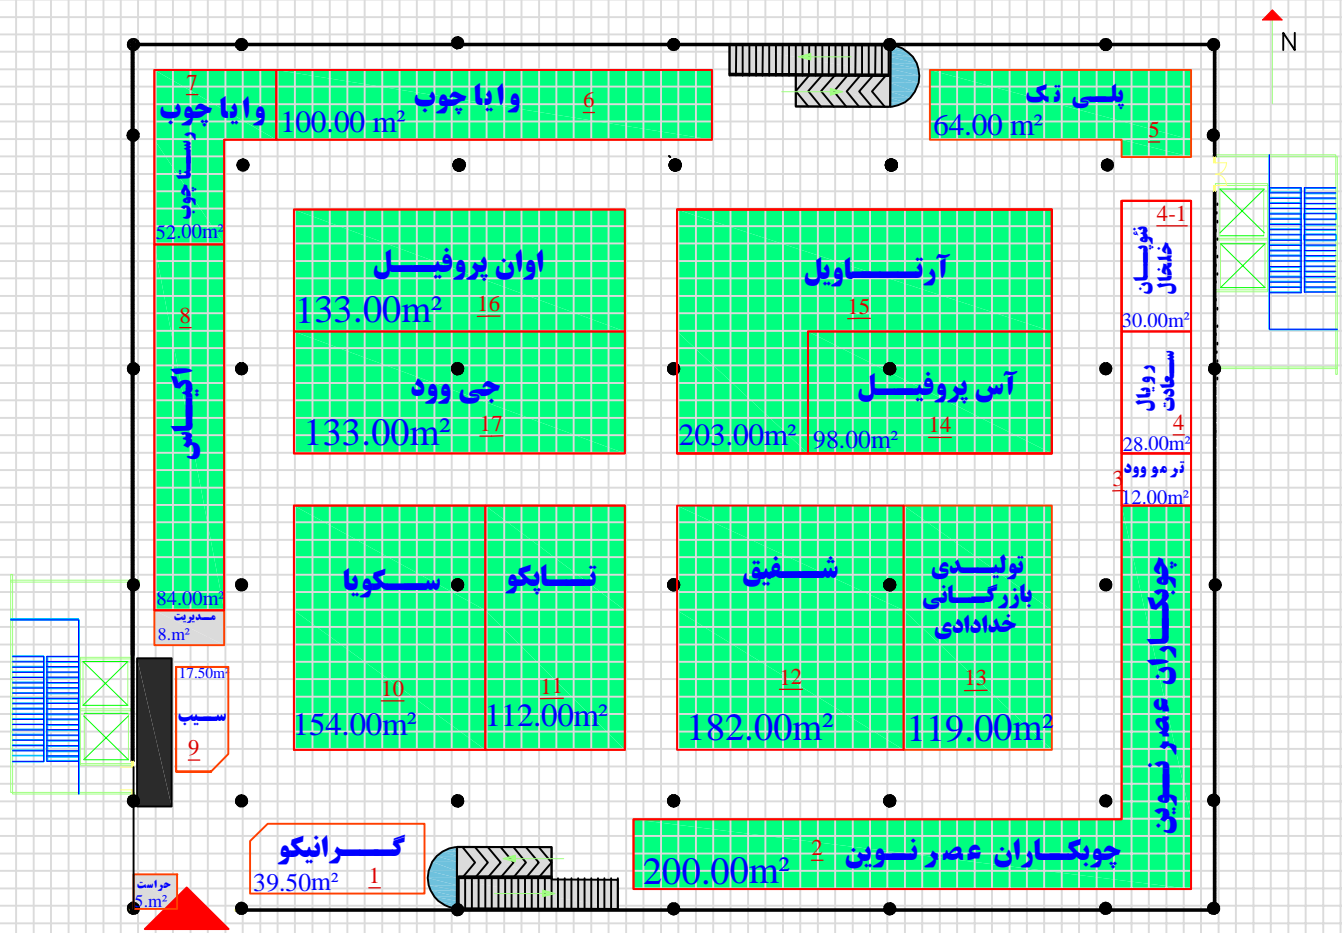 N
7
وایا چوب
وایا چوب
6
100.00 m²
پلی تک
64.00 m²
5
رستا چوب
52.00m²
4-1
نئوپان
خلخال
30.00m²
اوان پروفیل
133.00m²
16
آرتاویل
15
8
اکیاس
84.00m²
جی وود
133.00m²
17
آس پروفیل
203.00m²
98.00m²
14
رویال
سعادت
4
28.00m²
ترمو وود
3
12.00m²
سکویا
10
154.00m²
تاپکو
11
112.00m²
شفیق
12
182.00m²
تولیدی
بازرگانی
خدادادی
13
119.00m²
مدیریت
8.m²
17.50m²
سیب
9
چوبکاران عصر نوین
چوبکاران عصر نوین
2
200.00m²
گرانیکو
39.50m²
1
حراست
5.m²